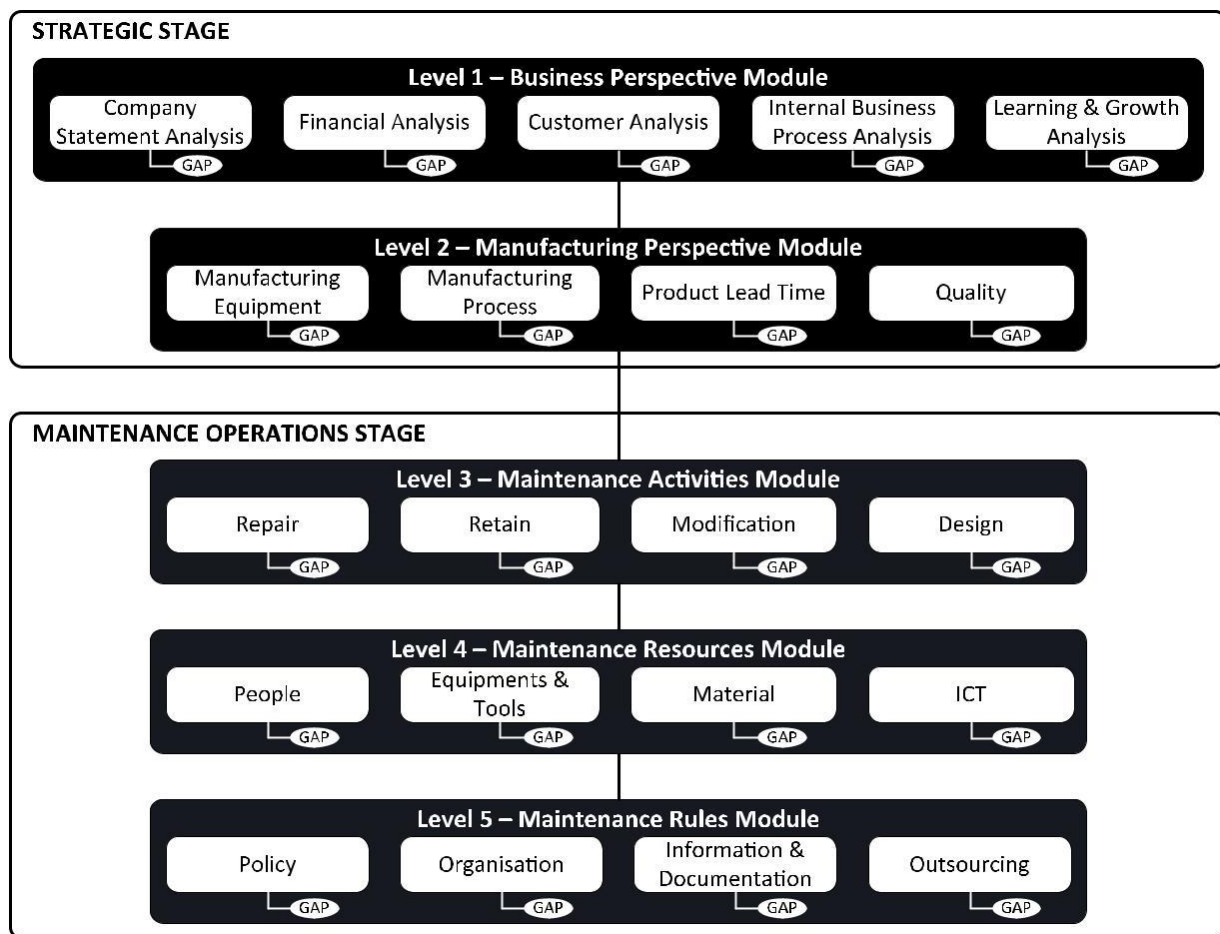 STRATEGIC STAGE
Level 1 – Business Perspective Module
Company
Statement Analysis
GAP
Financial Analysis
GAP
Customer Analysis
GAP
Internal Business
Process Analysis
GAP
Learning & Growth
Analysis
GAP
Level 2 – Manufacturing Perspective Module
Manufacturing
Equipment
GAP
Manufacturing
Process
GAP
Product Lead Time
GAP
Quality
GAP
MAINTENANCE OPERATIONS STAGE
Level 3 – Maintenance Activities Module
Repair
GAP
Retain
GAP
Modification
GAP
Design
GAP
Level 4 – Maintenance Resources Module
People
GAP
Equipments &
Tools
GAP
Material
GAP
ICT
GAP
Level 5 – Maintenance Rules Module
Policy
GAP
Organisation
GAP
Information &
Documentation
GAP
Outsourcing
GAP